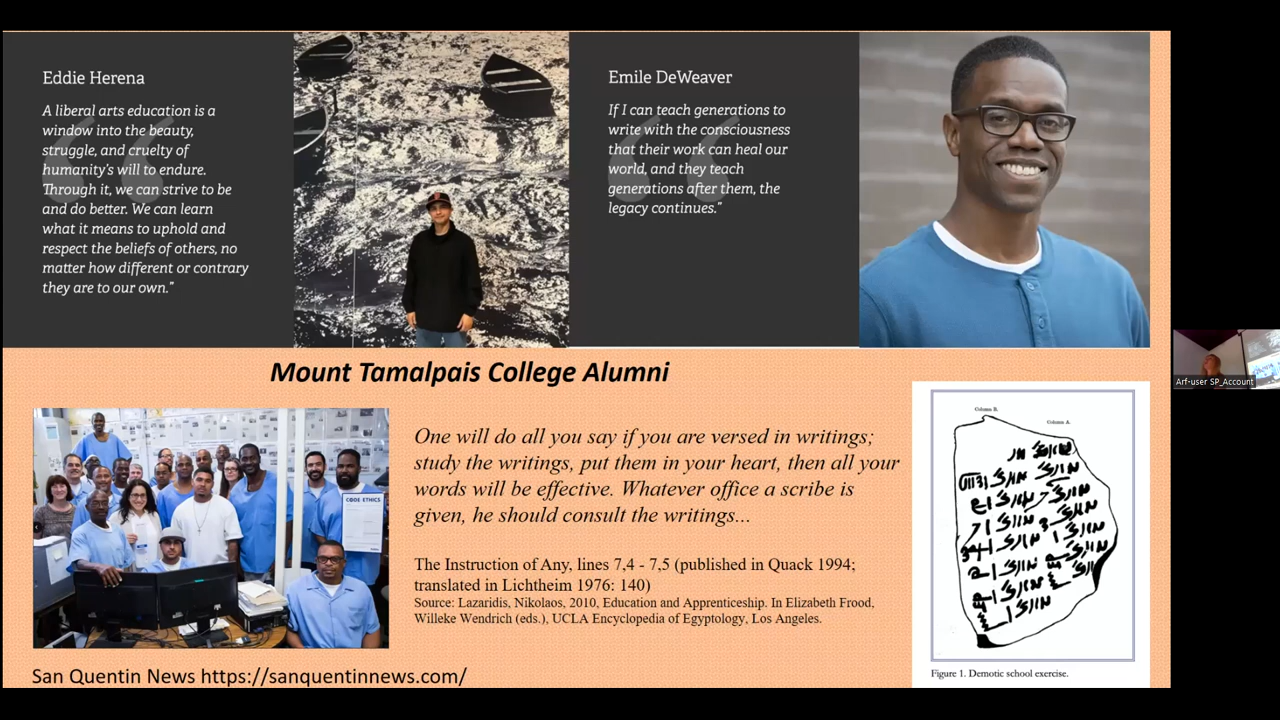 Eddie Herena
A liberal arts education is a
window into the beauty,
struggle, and cruelty of
humanity's will to endure.
Through it, we can strive to be
and do better. We can learn
what it means to uphold and
respect the beliefs of others, no
matter how different or contrary
they are to our own.”
Emile DeWeaver
If I can teach generations to
write with the consciousness
that their work can heal our
world, and they teach
generations after them, the
legacy continues.”
Mount Tamalpais College Alumni
CODE ETHICS
One will do all you say if you are versed in writings;
study the writings, put them in your heart, then all your
words will be effective. Whatever office a scribe is
given, he should consult the writings...
The Instruction of Any, lines 7,4 - 7,5 (published in Quack 1994;
translated in Lichtheim 1976: 140)
Source: Lazaridis, Nikolaos, 2010, Education and Apprenticeship. In Elizabeth Frood,
Willeke Wendrich (eds.), UCLA Encyclopedia of Egyptology, Los Angeles.
Column B.
Column A.
Figure 1. Demotic school exercise.
San Quentin News https://sanquentinnews.com/
Arf-user SP_Account